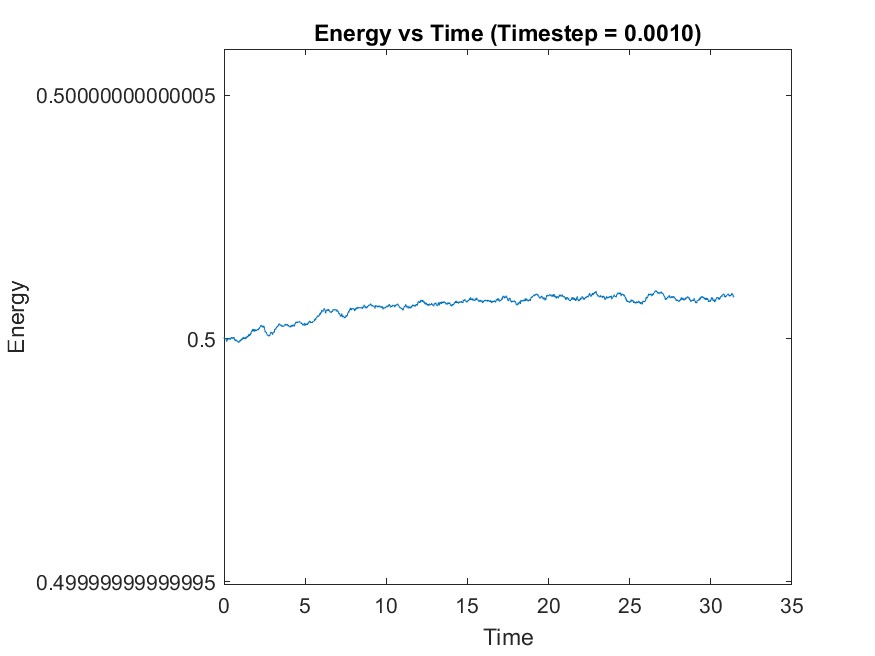 Energy vs Time (Timestep = 0.0010)
0.50000000000005
0.5
0.49999999999995
Energy
0 5 10 15 20 25 30 35
Time